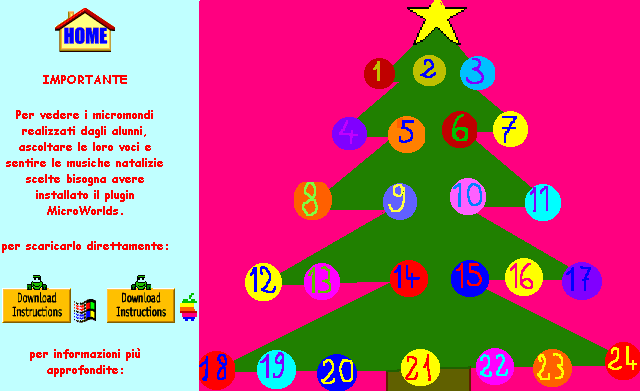 HOME
IMPORTANTE
Per vedere i micromondi
realizzati dagli alunni,
ascoltare le loro voci e
sentire le musiche natalizie
scelte bisogna avere
installato il plugin
MicroWorlds.
per scaricarlo direttamente:
Download
Instructions
Download
Instructions
per informazioni più
approfondite:
1 2 3
4 5 6 7
8 9 10 11
12 13 14 15 16 17
18 19 20 21 22 23 24